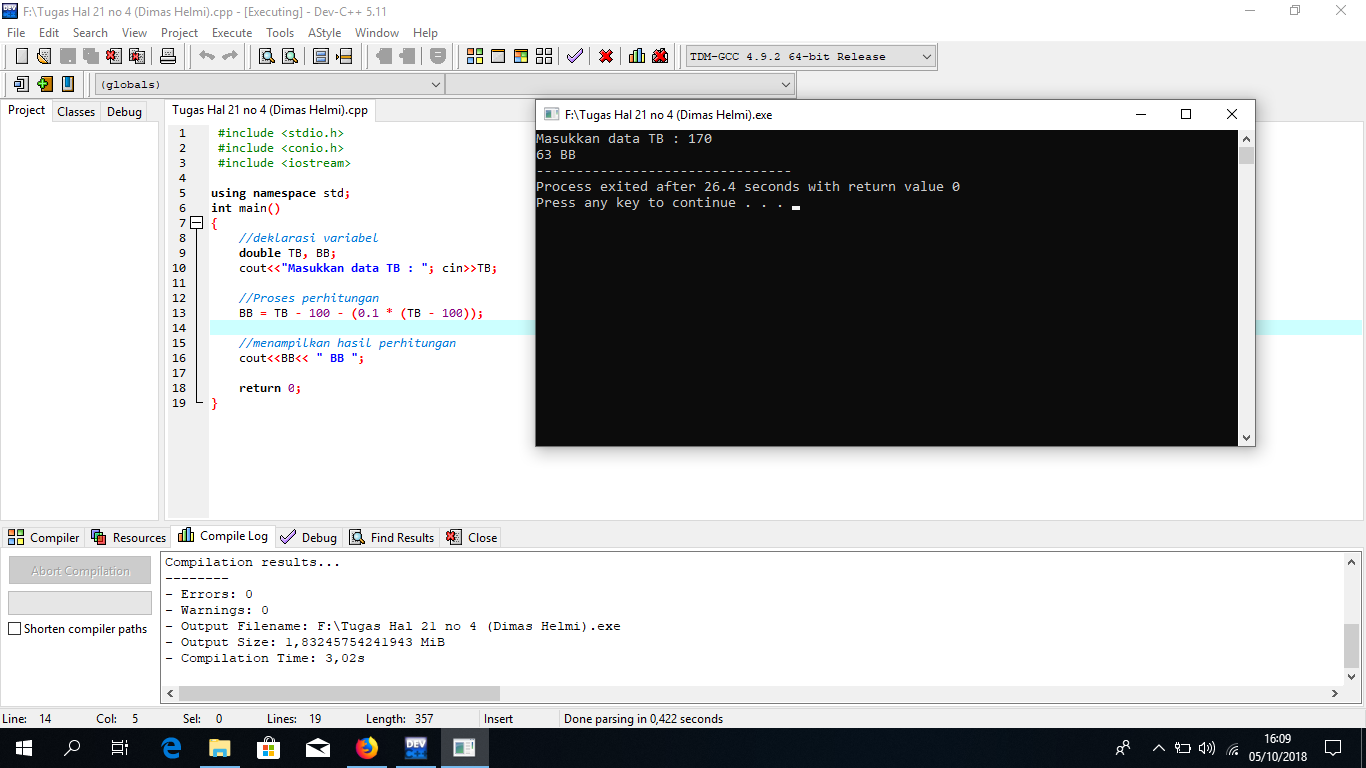 F:\Tugas Hal 21 no 4 (Dimas Helmi).cpp - [Executing] - Dev-C++ 5.11
File Edit Search View Project Execute Tools AStyle Window Help
TDM-GCC 4.9.2 64-bit Release
(globals)
Project Classes Debug
Tugas Hal 21 no 4 (Dimas Helmi).cpp
1 #include <stdio.h>
2 #include <conio.h>
3 #include <iostream>
4
5 using namespace std;
6 int main()
7 {
8 //deklarasi variabel
9 double TB, BB;
10 cout<<"Masukkan data TB : "; cin>>TB;
11
12 //Proses perhitungan
13 BB = TB - 100 - (0.1 * (TB - 100));
14
15 //menampilkan hasil perhitungan
16 cout<<BB<< " BB ";
17
18 return 0;
19 }
F:\Tugas Hal 21 no 4 (Dimas Helmi).exe
Masukkan data TB : 170
63 BB
--------------------------------
Process exited after 26.4 seconds with return value 0
Press any key to continue . . .
Compiler Resources Compile Log Debug Find Results Close
Abort Compilation
Shorten compiler paths
Compilation results...
--------
- Errors: 0
- Warnings: 0
- Output Filename: F:\Tugas Hal 21 no 4 (Dimas Helmi).exe
- Output Size: 1,83245754241943 MiB
- Compilation Time: 3,02s
Line: 14 Col: 5 Sel: 0 Lines: 19 Length: 357 Insert Done parsing in 0,422 seconds
DEV
16:09
05/10/2018